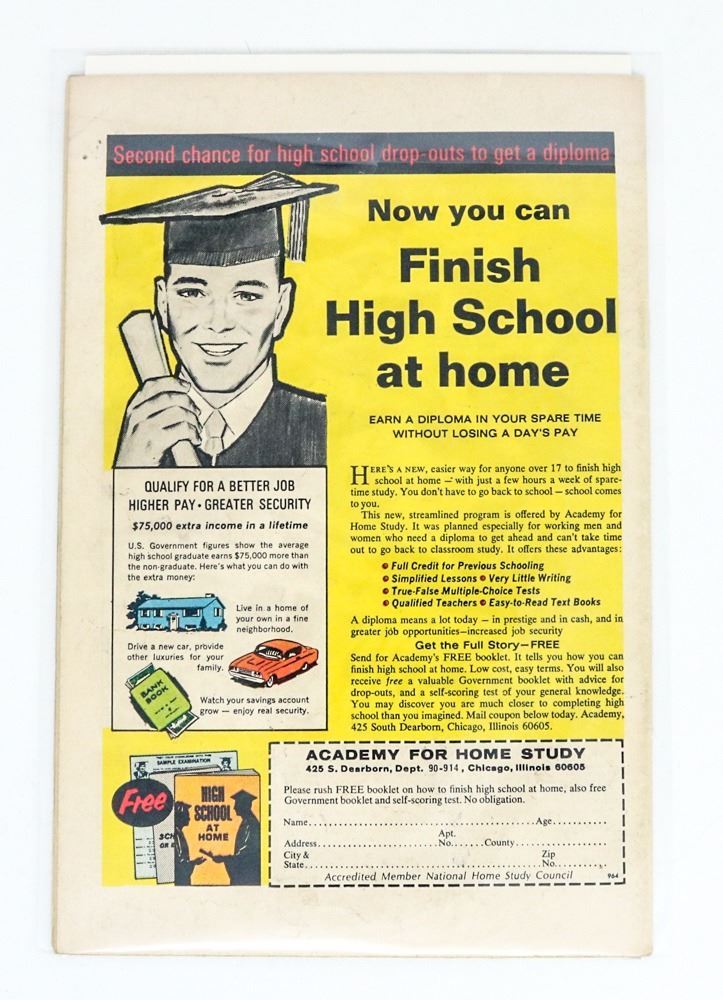 Second chance for high school drop-outs to get a diploma
Now you can
Finish
High School
at home
EARN A DIPLOMA IN YOUR SPARE TIME
WITHOUT LOSING A DAY'S PAY
QUALIFY FOR A BETTER JOB
HIGHER PAY • GREATER SECURITY
$75,000 extra income in a lifetime
U.S. Government figures show the average
high school graduate earns $75,000 more than
the non-graduate. Here's what you can do with
the extra money:
Live in a home of
your own in a fine
neighborhood.
Drive a new car, provide
other luxuries for your
family.
BANK
BOOK
Watch your savings account
grow — enjoy real security.
HERE'S A NEW, easier way for anyone over 17 to finish high
school at home — with just a few hours a week of spare-
time study. You don't have to go back to school — school comes
to you.
This new, streamlined program is offered by Academy for
Home Study. It was planned especially for working men and
women who need a diploma to get ahead and can't take time
out to go back to classroom study. It offers these advantages:
• Full Credit for Previous Schooling
• Simplified Lessons • Very Little Writing
• True-False Multiple-Choice Tests
• Qualified Teachers • Easy-to-Read Text Books
A diploma means a lot today — in prestige and in cash, and in
greater job opportunities—increased job security
Get the Full Story—FREE
Send for Academy's FREE booklet. It tells you how you can
finish high school at home. Low cost, easy terms. You will also
receive free a valuable Government booklet with advice for
drop-outs, and a self-scoring test of your general knowledge.
You may discover you are much closer to completing high
school than you imagined. Mail coupon below today. Academy,
425 South Dearborn, Chicago, Illinois 60605.
SAMPLE EXAMINATION
Free
SCH
OR
HIGH
SCHOOL
AT
HOME
ACADEMY FOR HOME STUDY
425 S. Dearborn, Dept. 90-914, Chicago, Illinois 60605
Please rush FREE booklet on how to finish high school at home, also free
Government booklet and self-scoring test. No obligation.
Name.......................................................Age...........
Apt.
Address..............................No.......County...................
City & Zip
State..........................................................No...........
Accredited Member National Home Study Council 964